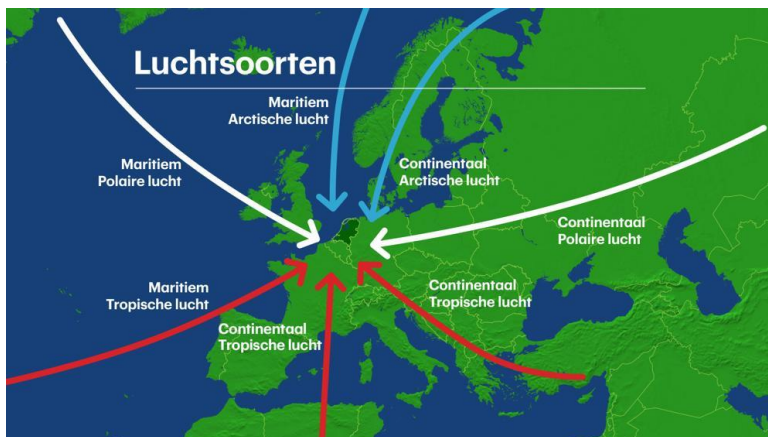 Luchtsoorten
Maritiem
Arctische lucht
Maritiem
Polaire lucht
Continentaal
Arctische lucht
Continentaal
Polaire lucht
Maritiem
Tropische lucht
Continentaal
Tropische lucht
Continentaal
Tropische lucht